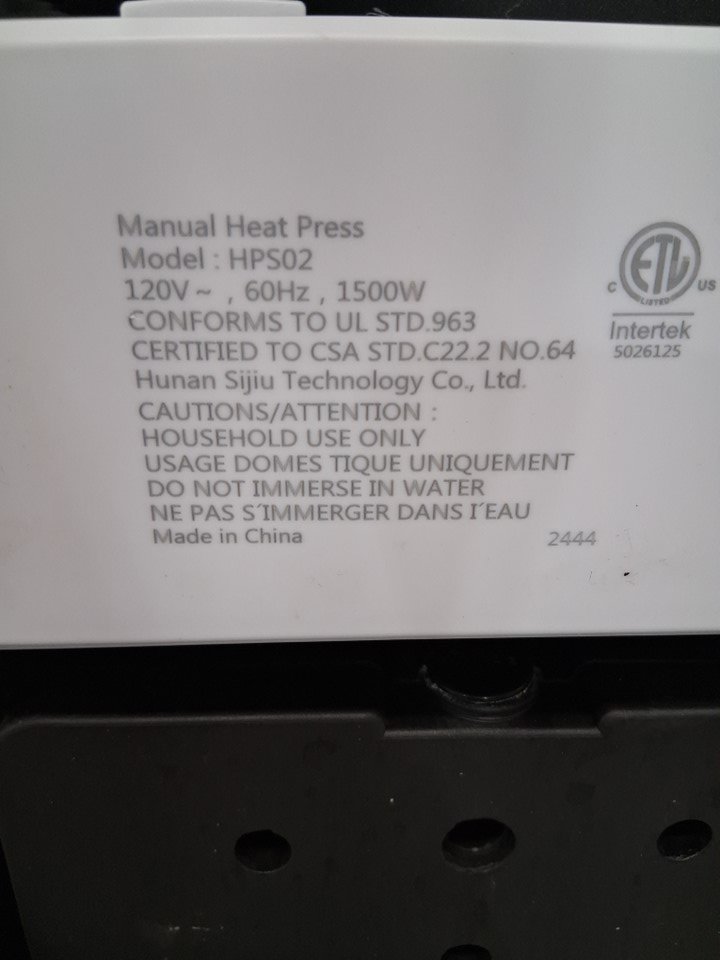 Manual Heat Press
Model : HPS02
120V ~ , 60Hz , 1500W
CONFORMS TO UL STD.963
CERTIFIED TO CSA STD.C22.2 NO.64
Hunan Sijiu Technology Co., Ltd.
CAUTIONS/ATTENTION :
HOUSEHOLD USE ONLY
USAGE DOMES TIQUE UNIQUEMENT
DO NOT IMMERSE IN WATER
NE PAS S´IMMERGER DANS I´EAU
Made in China
2444
ETL
C US
LISTED
Intertek
5026125